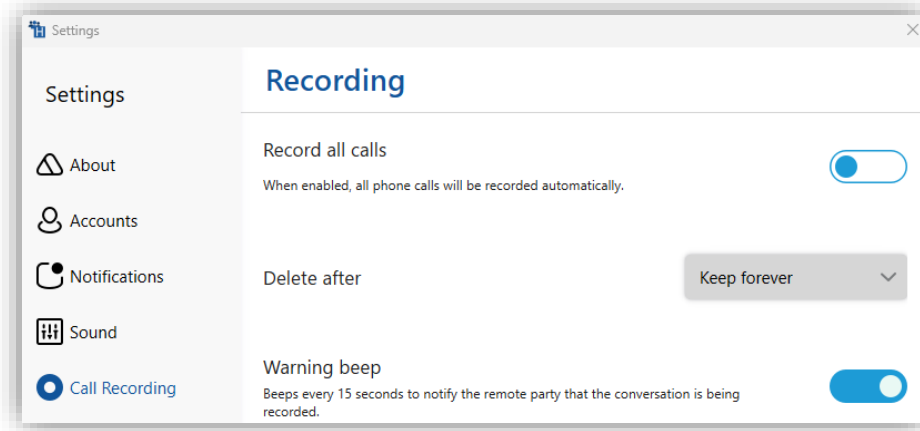 Settings
Settings
About
Accounts
Notifications
Sound
Call Recording
Recording
Record all calls
When enabled, all phone calls will be recorded automatically.
Delete after
Keep forever
Warning beep
Beeps every 15 seconds to notify the remote party that the conversation is being
recorded.